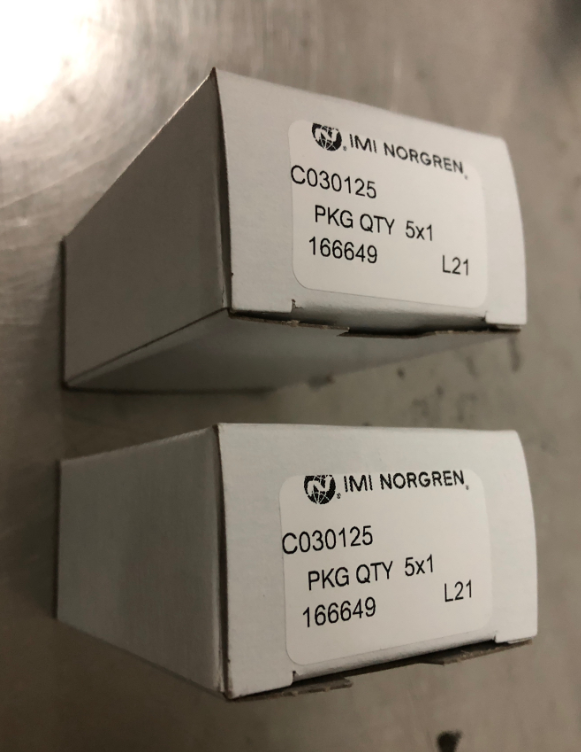 IMI NORGREN
C030125
PKG QTY 5x1
166649 L21
IMI NORGREN
C030125
PKG QTY 5x1
166649 L21